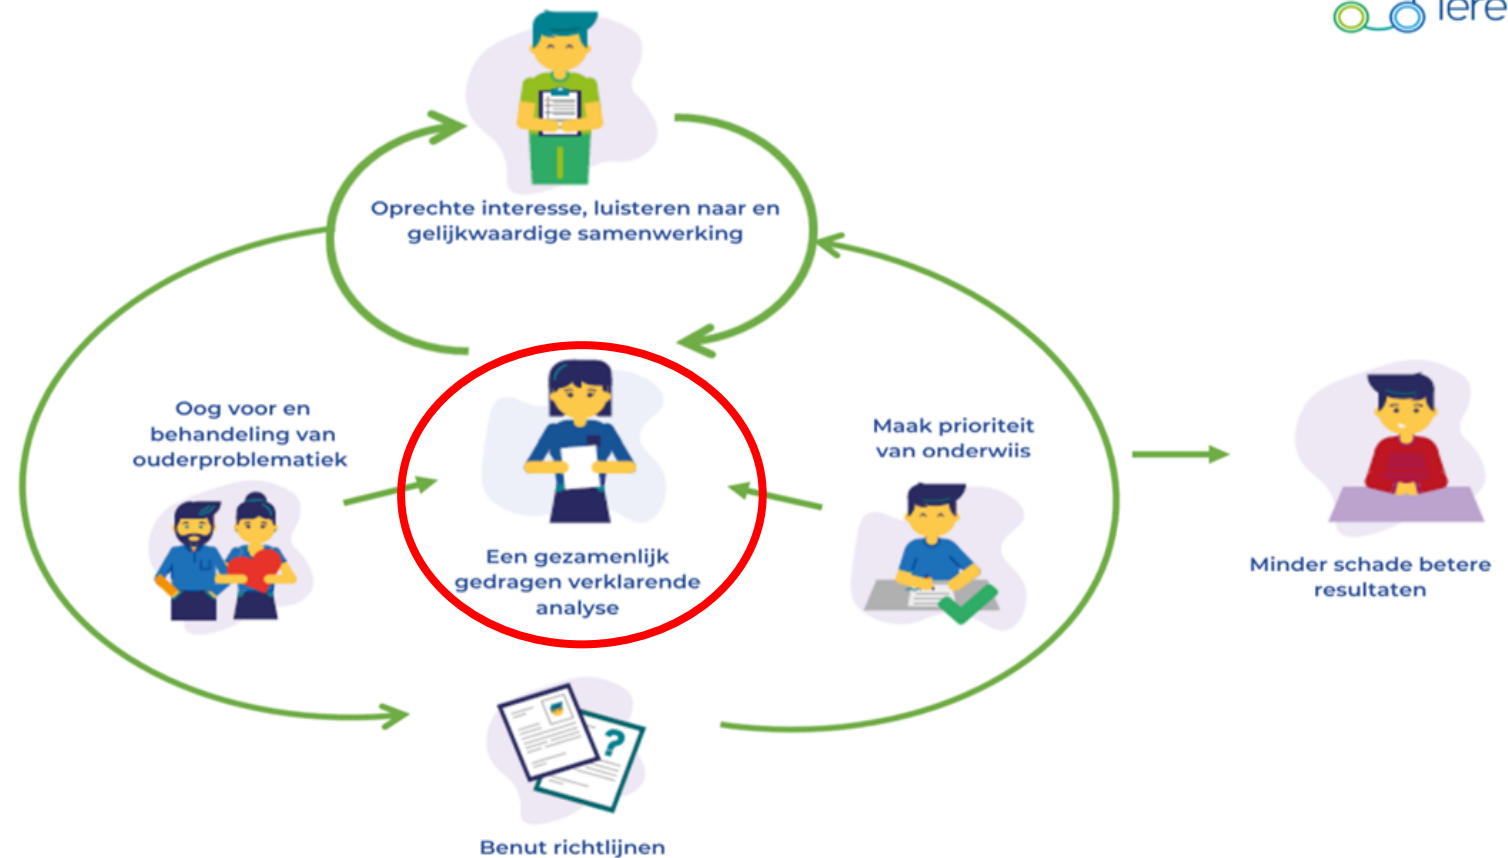 lere
Oprechte interesse, luisteren naar en
gelijkwaardige samenwerking
Oog voor en
behandeling van
ouderproblematiek
Maak prioriteit
van onderwiis
Een gezamenlijk
gedragen verklarende
analyse
Minder schade betere
resultaten
?
Benut richtlijnen